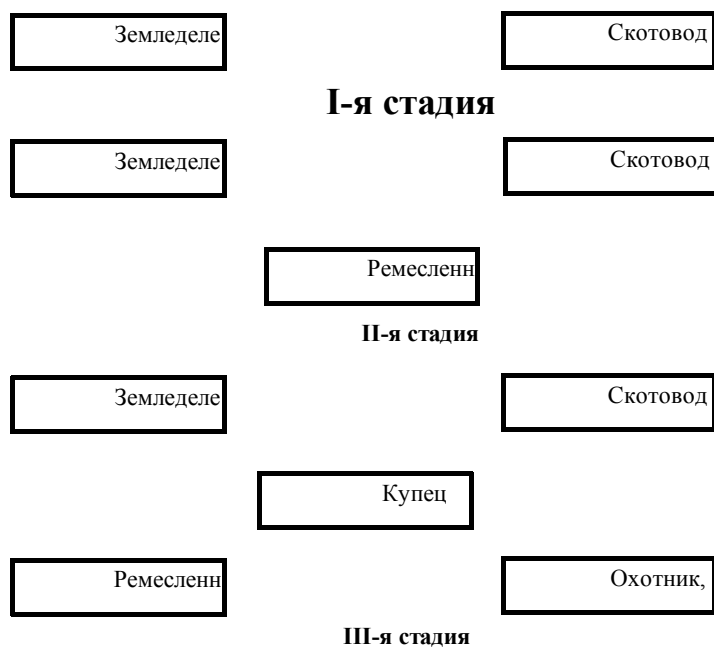 Земледеле Скотовод
I-я стадия
Земледеле Скотовод
Ремесленн
II-я стадия
Земледеле Скотовод
Купец
Ремесленн Охотник,
III-я стадия